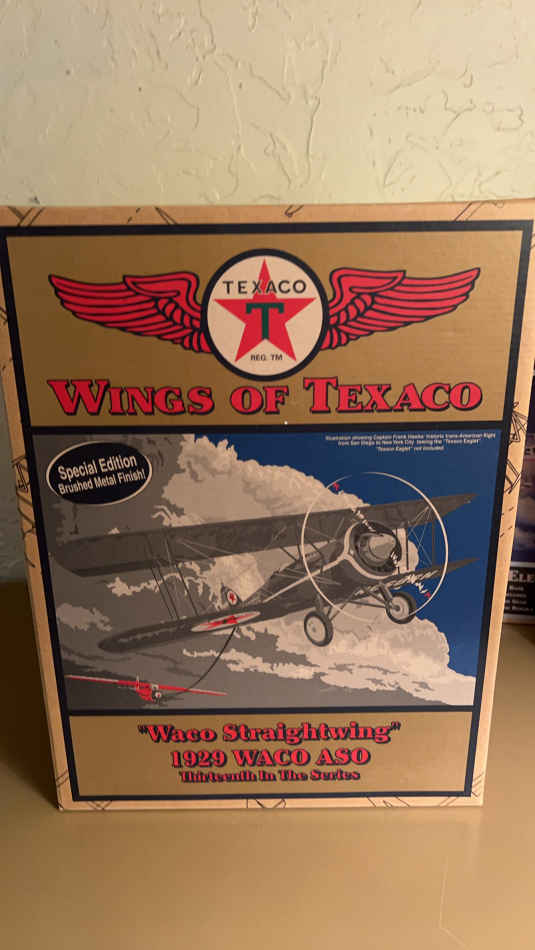 TEXACO
T
REG. TM
WINGS OF TEXACO
Illustration showing Captain Frank Hawks' historic trans-American flight
from San Diego to New York City towing the "Texaco Eaglet"
"Texaco Eaglet" not included.
Special Edition
Brushed Metal Finish!
"Waco Straightwing"
1929 WACO ASO
Thirteenth In The Series